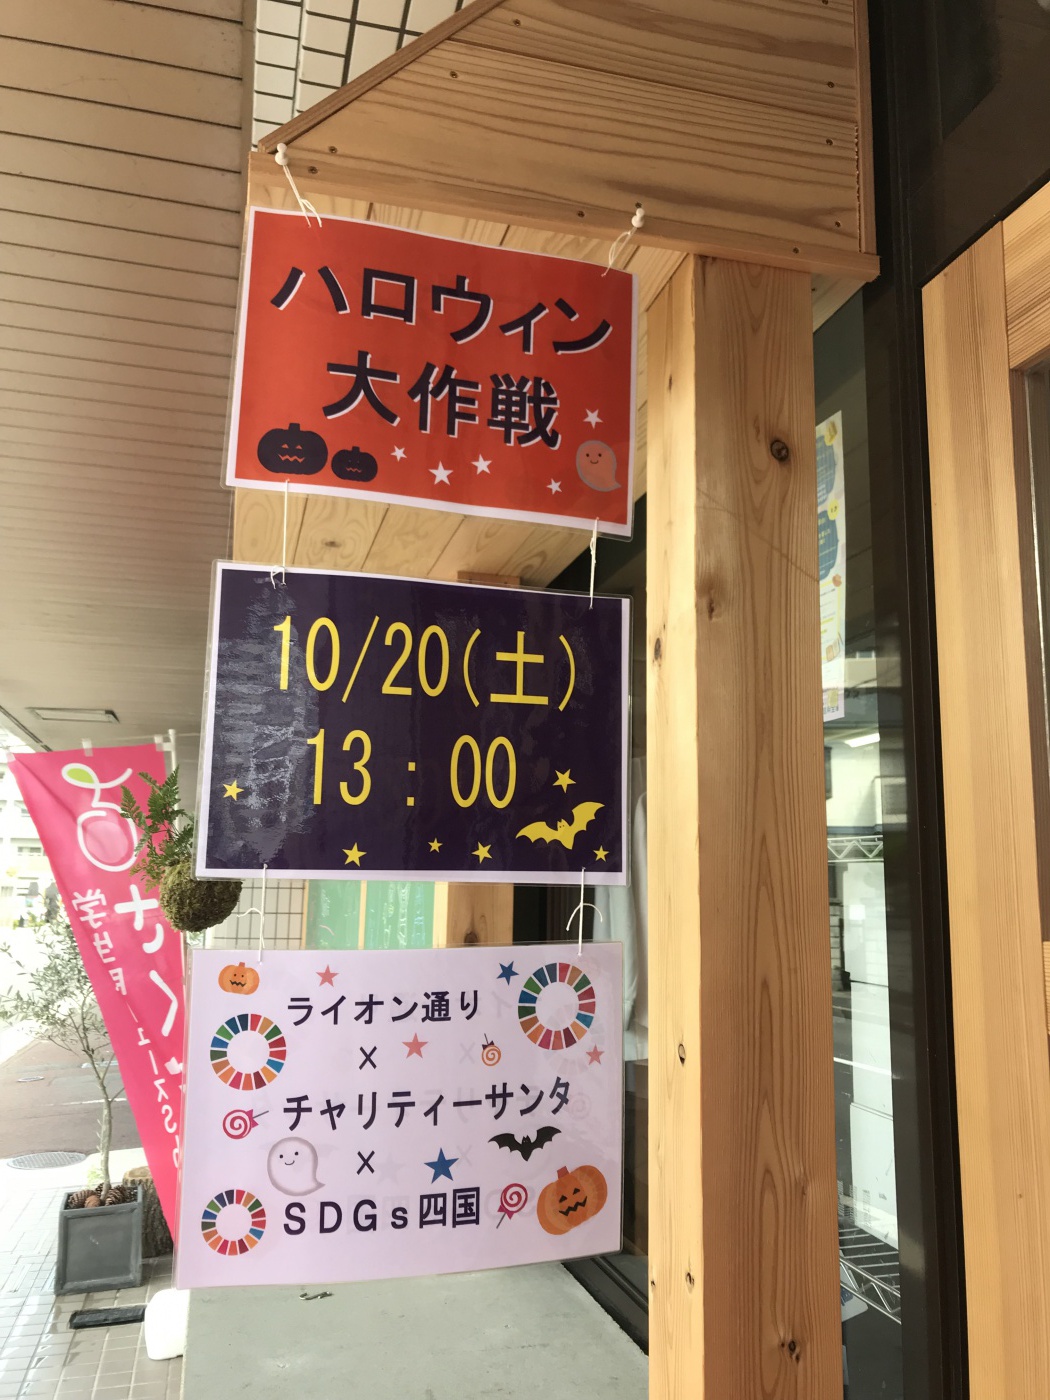 ハロウィン
大作戦
10/20(土)
13：00
ライオン通り
×
チャリティーサンタ
×
SDGs四国